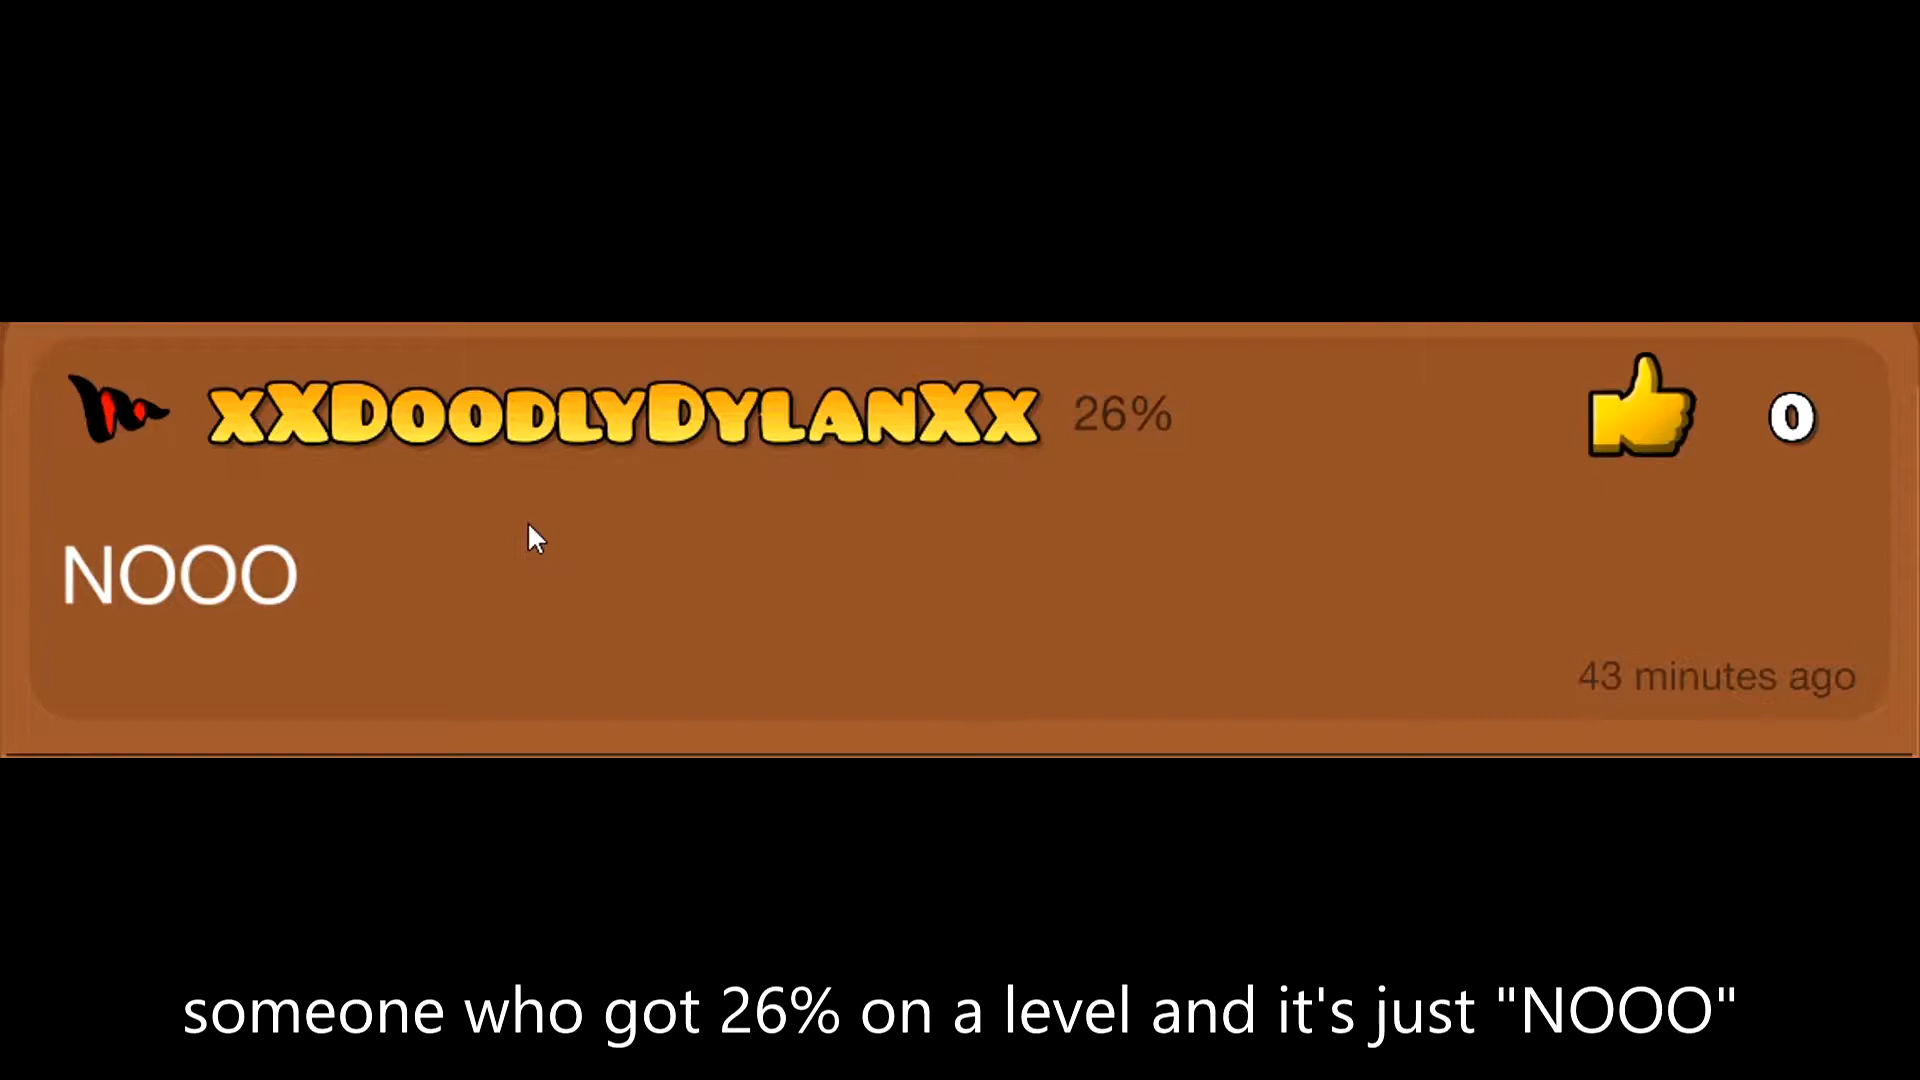 xXDoodlyDylanXx 26% 0
NOOO
43 minutes ago
someone who got 26% on a level and it's just "NOOO"